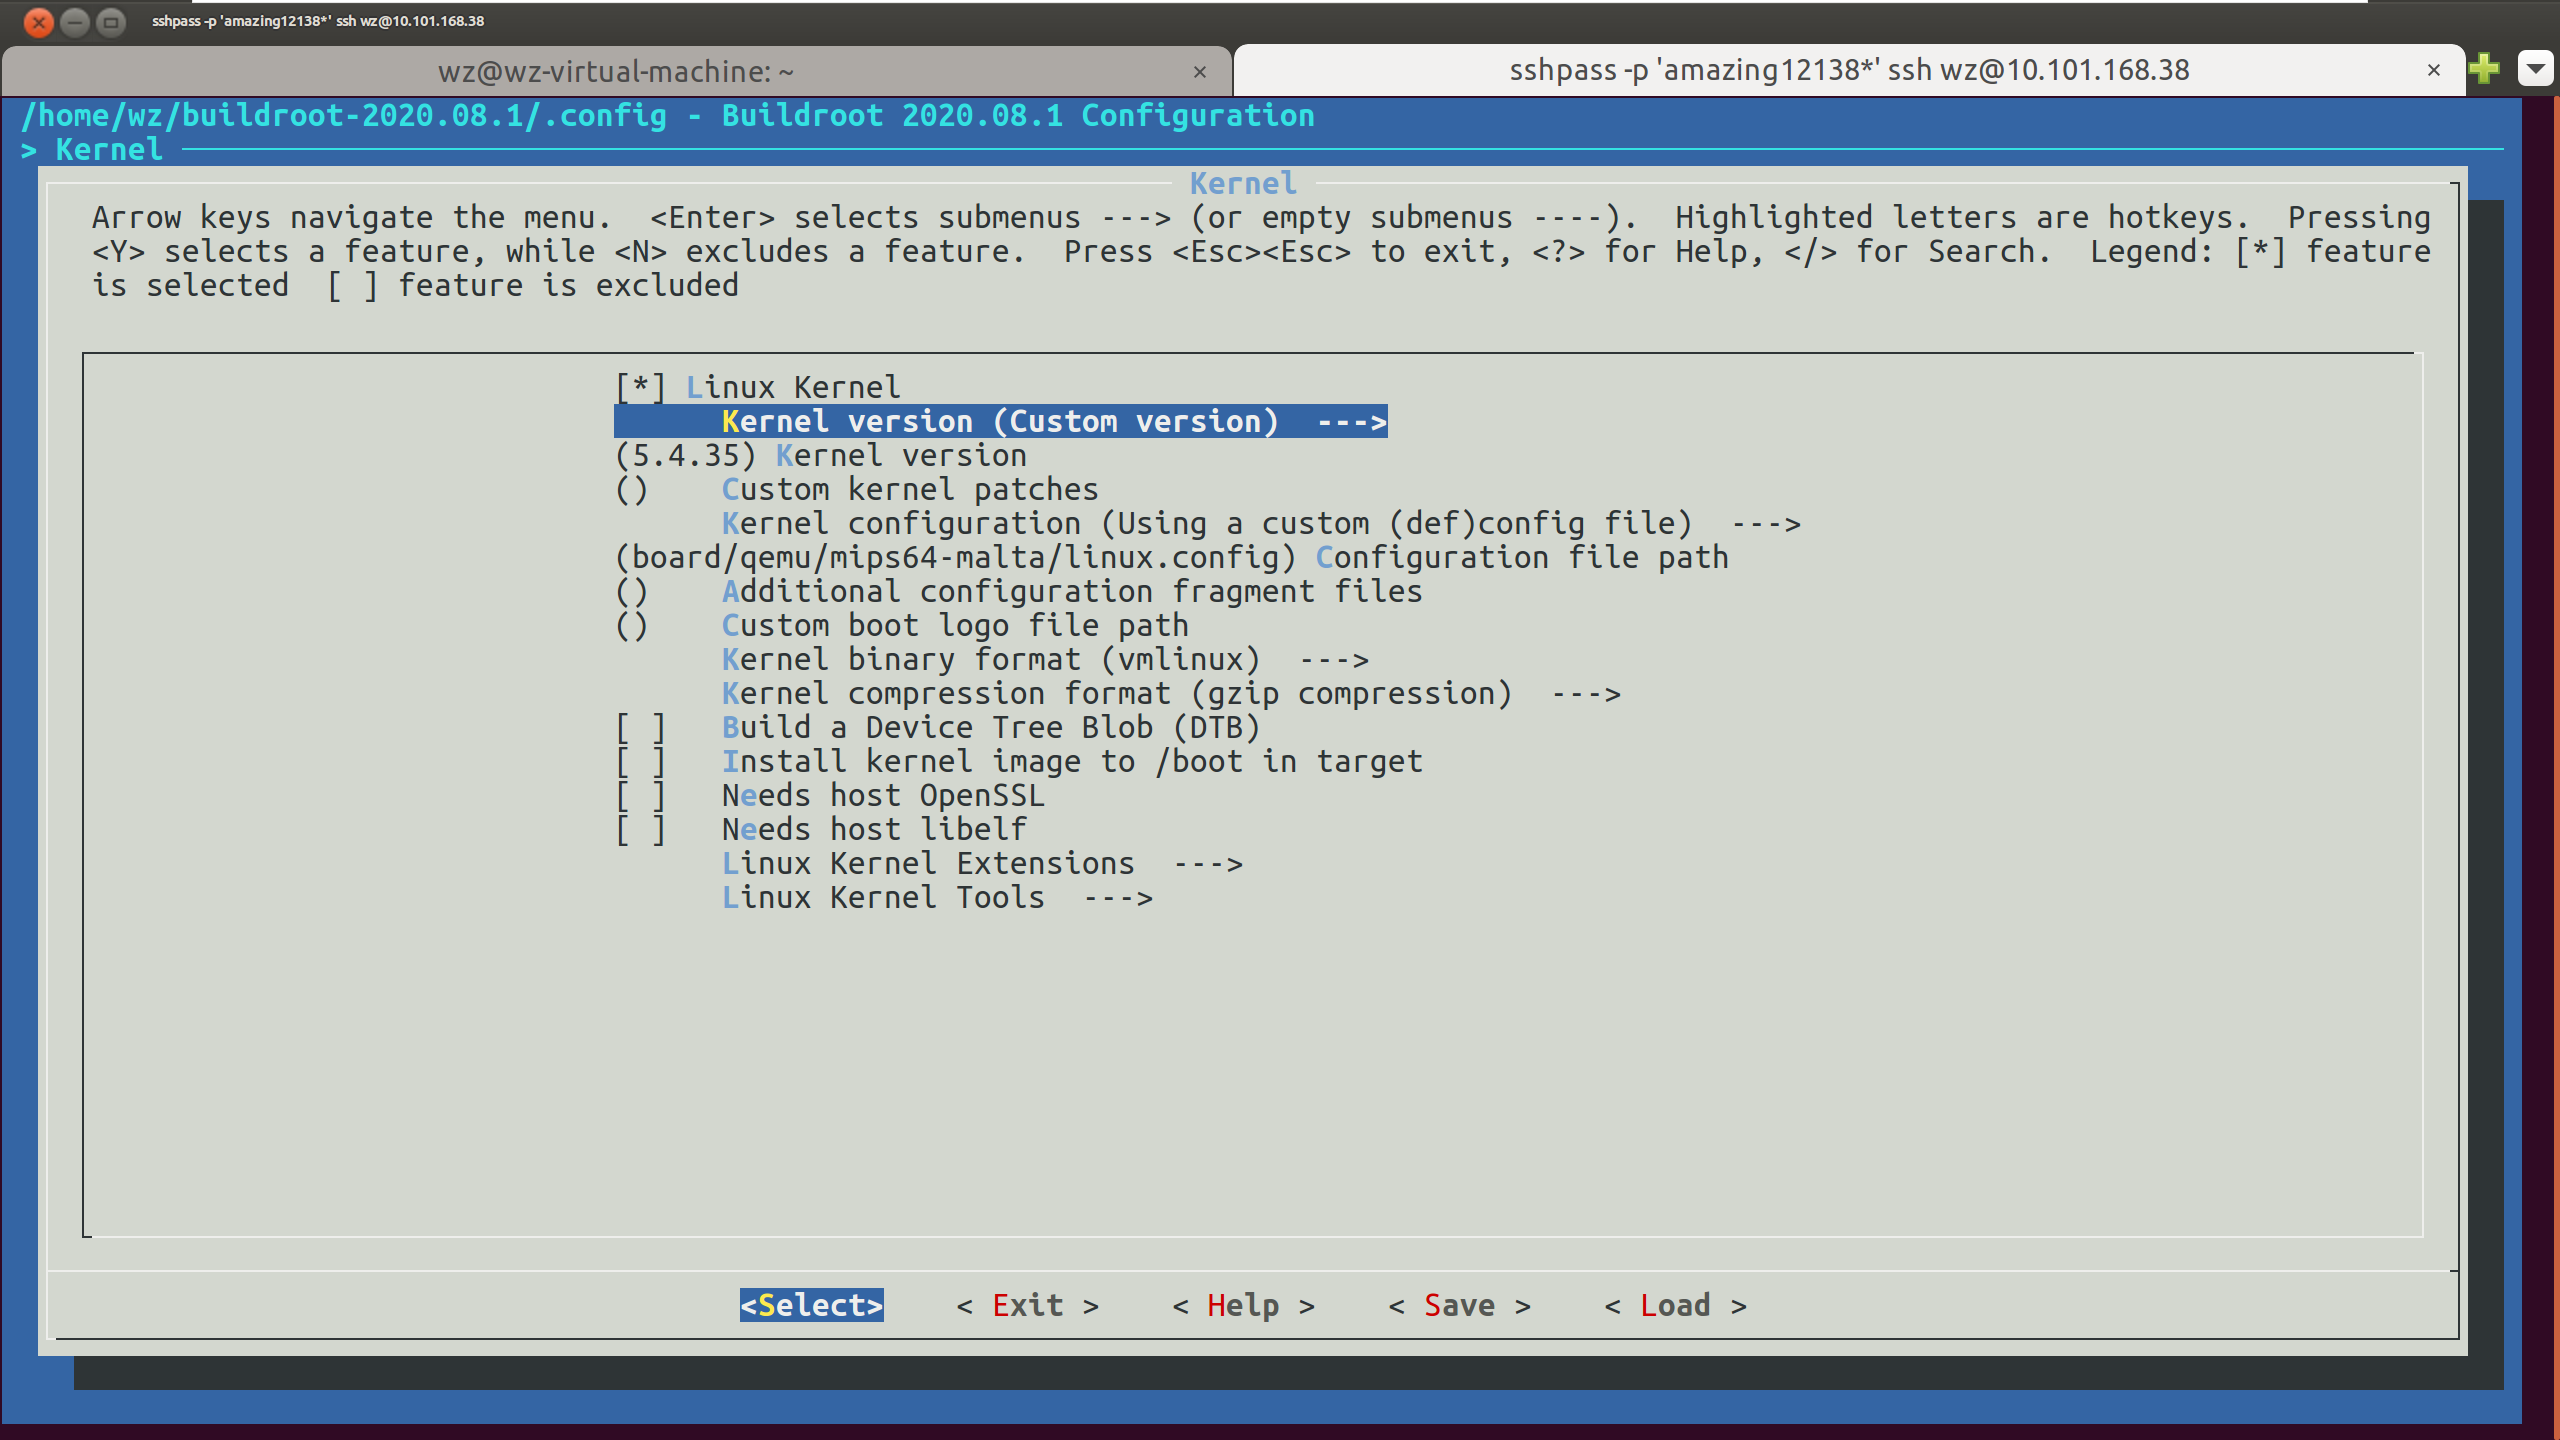 sshpass -p 'amazing12138*' ssh wz@10.101.168.38
wz@wz-virtual-machine: ~
sshpass -p 'amazing12138*' ssh wz@10.101.168.38
/home/wz/buildroot-2020.08.1/.config - Buildroot 2020.08.1 Configuration
> Kernel
Kernel
Arrow keys navigate the menu.  <Enter> selects submenus ---> (or empty submenus ----).  Highlighted letters are hotkeys.  Pressing
<Y> selects a feature, while <N> excludes a feature.  Press <Esc><Esc> to exit, <?> for Help, </> for Search.  Legend: [*] feature
is selected  [ ] feature is excluded
[*] Linux Kernel
Kernel version (Custom version)  --->
(5.4.35) Kernel version
()    Custom kernel patches
Kernel configuration (Using a custom (def)config file)  --->
(board/qemu/mips64-malta/linux.config) Configuration file path
()    Additional configuration fragment files
()    Custom boot logo file path
Kernel binary format (vmlinux)  --->
Kernel compression format (gzip compression)  --->
[ ]   Build a Device Tree Blob (DTB)
[ ]   Install kernel image to /boot in target
[ ]   Needs host OpenSSL
[ ]   Needs host libelf
Linux Kernel Extensions  --->
Linux Kernel Tools  --->
<Select>    < Exit >    < Help >    < Save >    < Load >